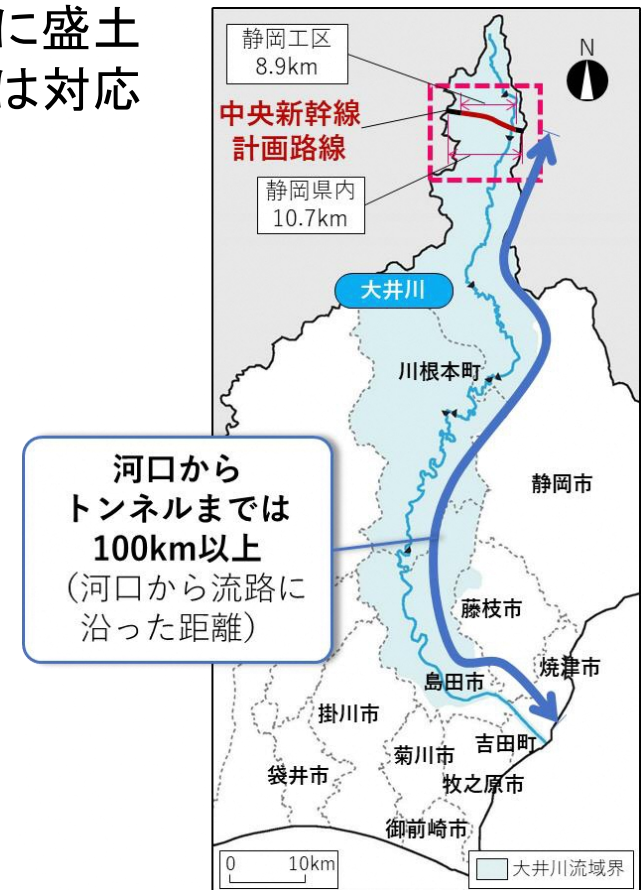 に盛土
は対応
静岡工区
8.9km
N
中央新幹線
計画路線
静岡県内
10.7km
大井川
川根本町
河口から
トンネルまでは
100km以上
（河口から流路に
沿った距離）
静岡市
藤枝市
焼津市
島田市
掛川市
吉田町
菊川市
袋井市
牧之原市
御前崎市
0 10km
大井川流域界